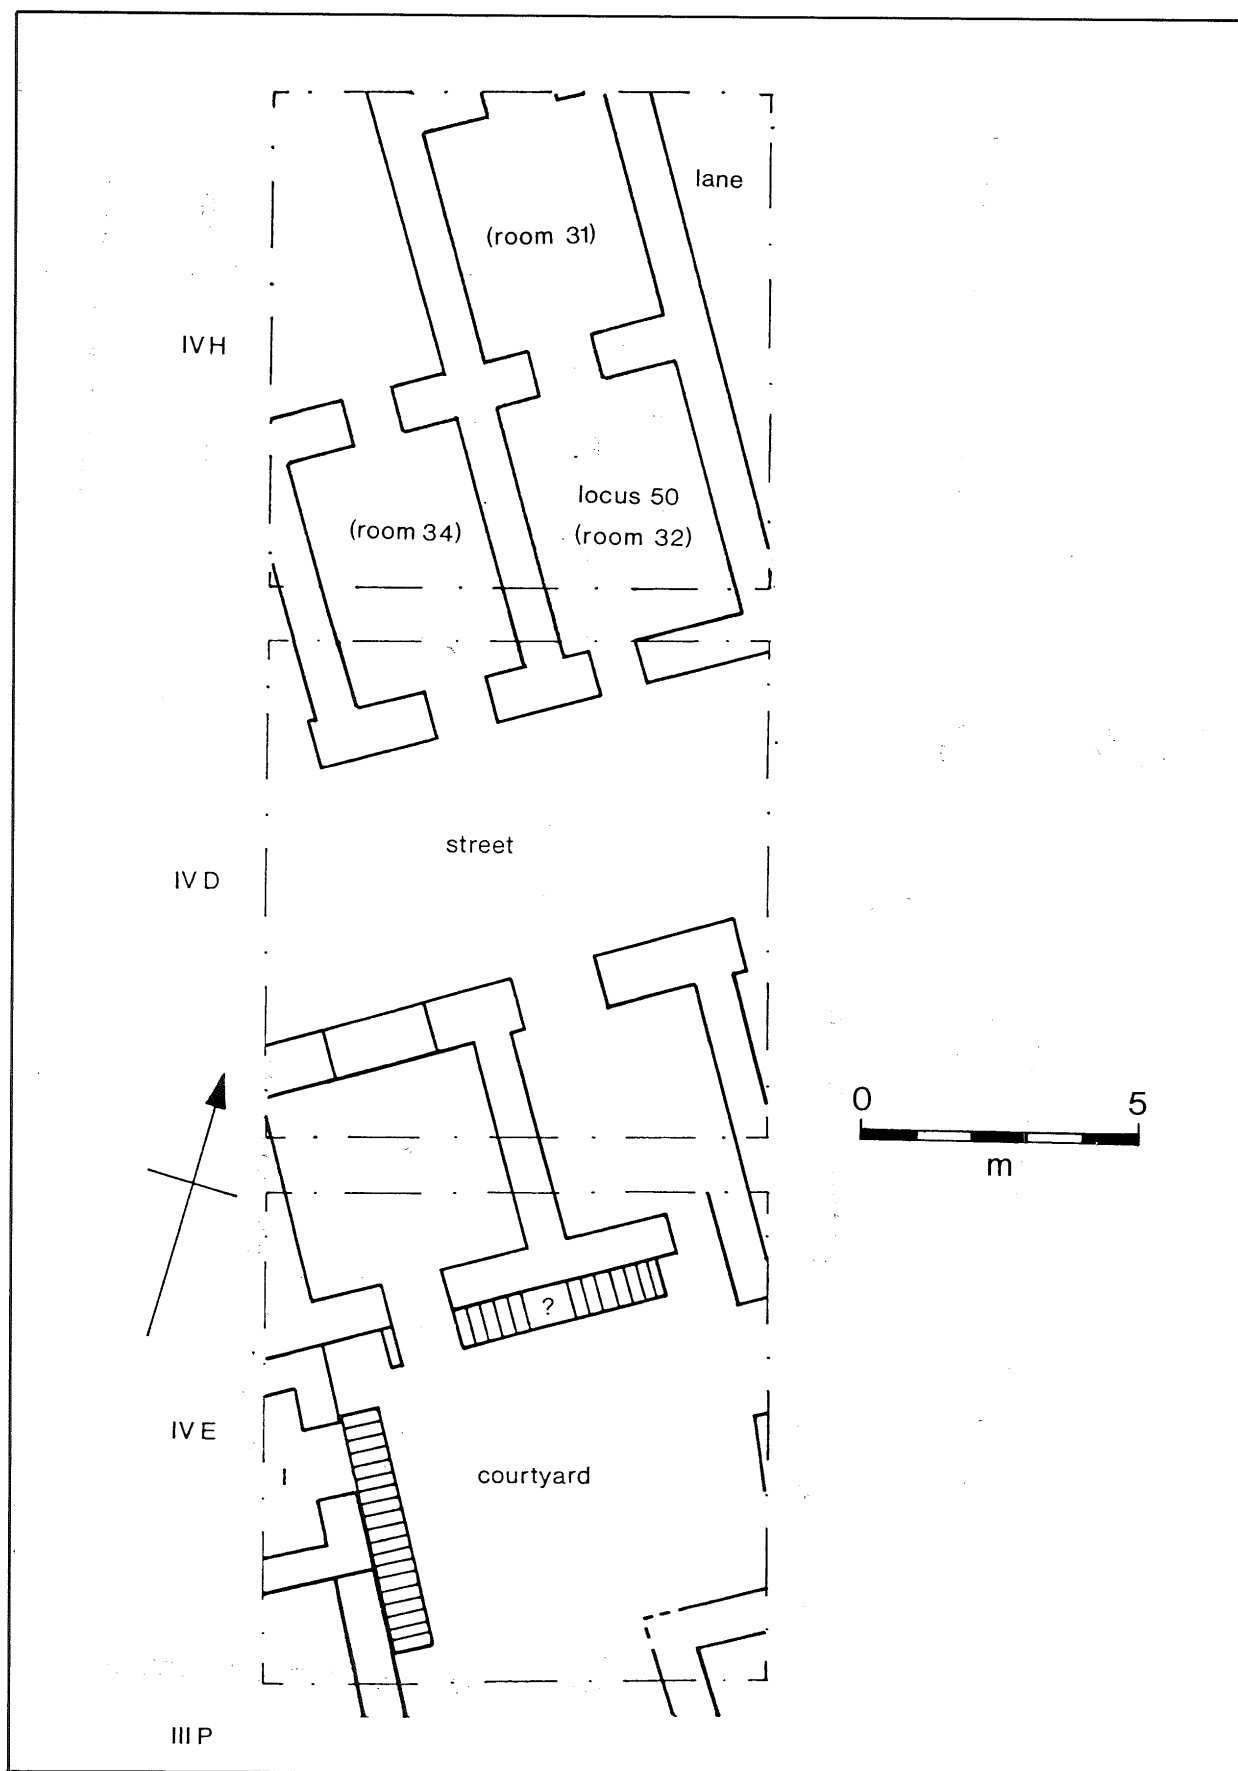 lane
(room 31)
IV H
locus 50
(room 34)
(room 32)
street
IV D
0 5
m
?
IV E
I
courtyard
III P